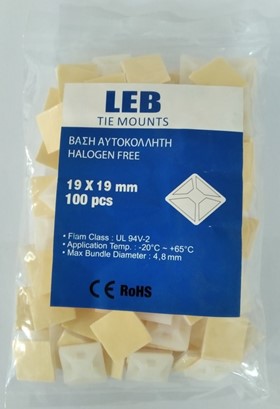 LEB
TIE MOUNTS
ΒΑΣΗ ΑΥΤΟΚΟΛΛΗΤΗ
HALOGEN FREE
19 X 19 mm
100 pcs
• Flam Class : UL 94V-2
• Application Temp. : -20°C ~ +65°C
• Max Bundle Diameter : 4,8 mm
CE RoHS